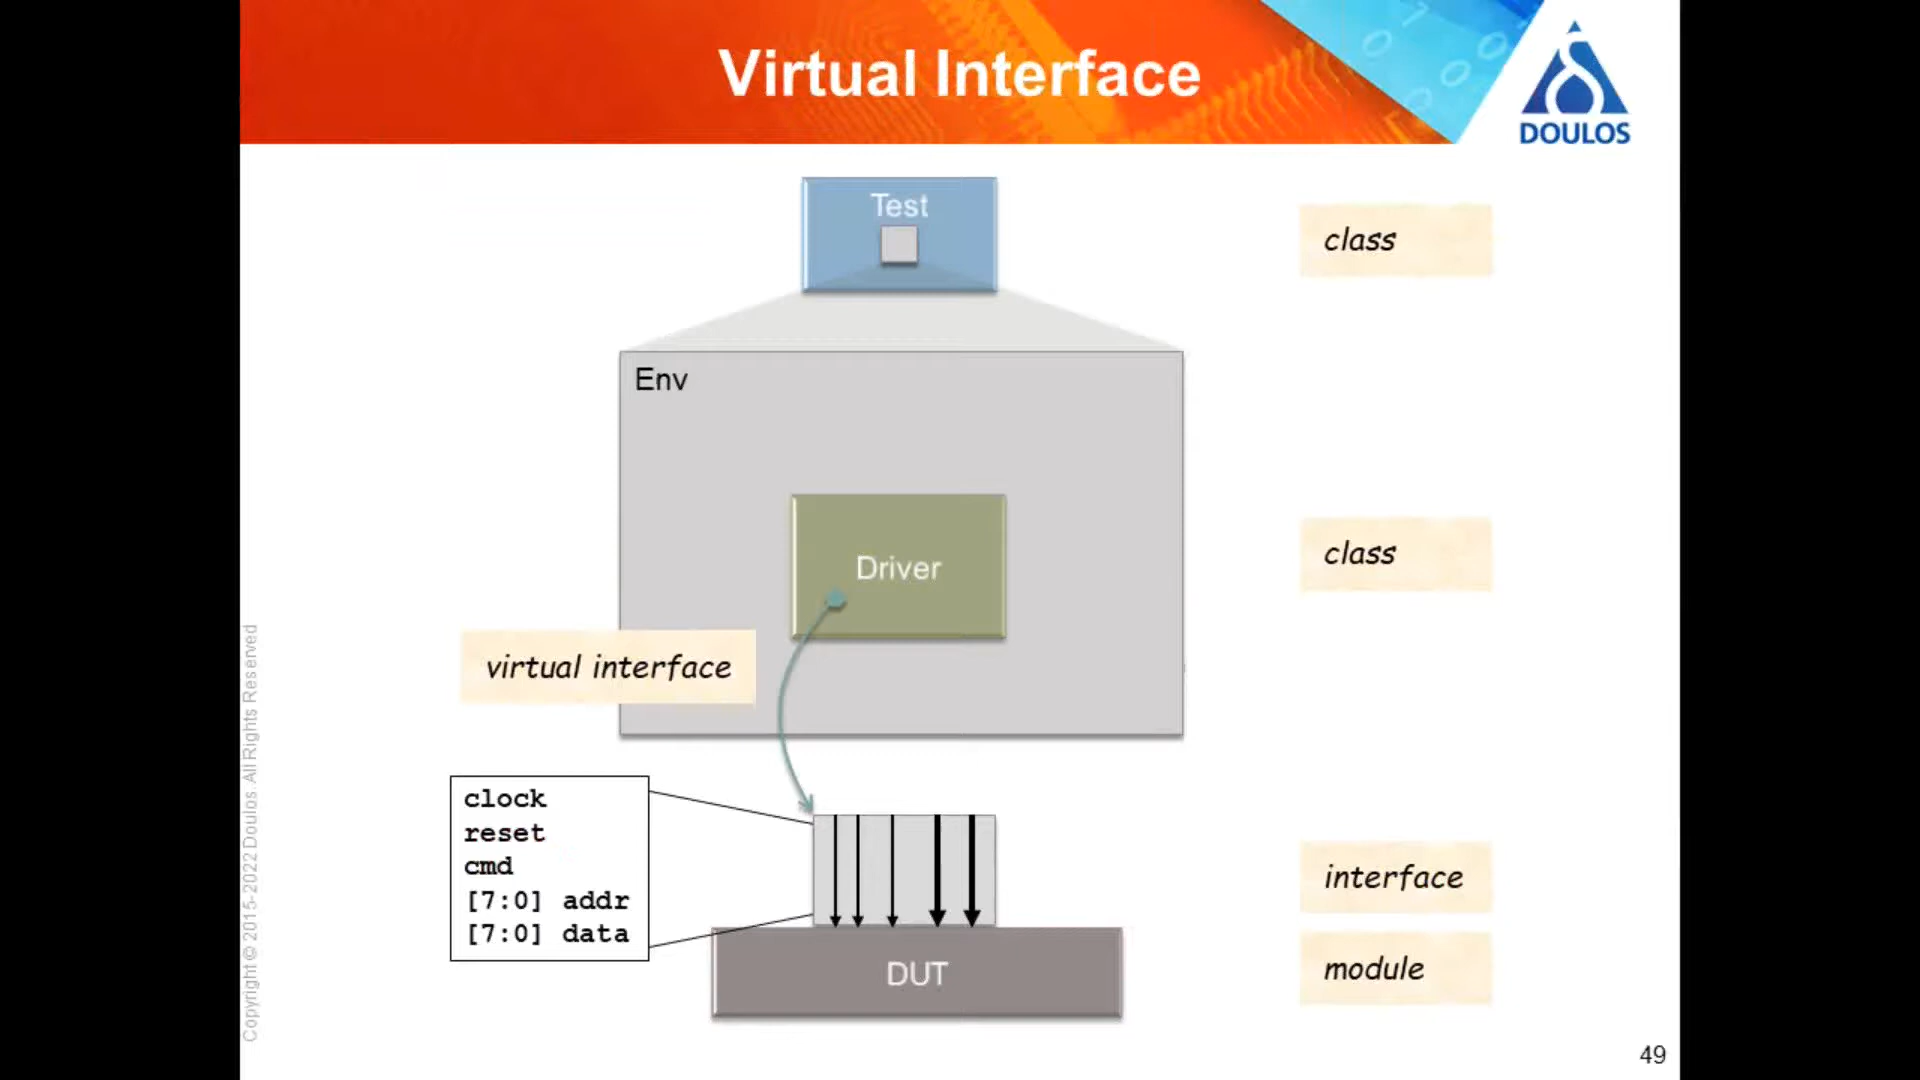 Virtual Interface
DOULOS
Test
class
Env
Driver
class
virtual interface
clock
reset
cmd
[7:0] addr
[7:0] data
interface
DUT
module
Copyright © 2015-2022 Doulos. All Rights Reserved
49